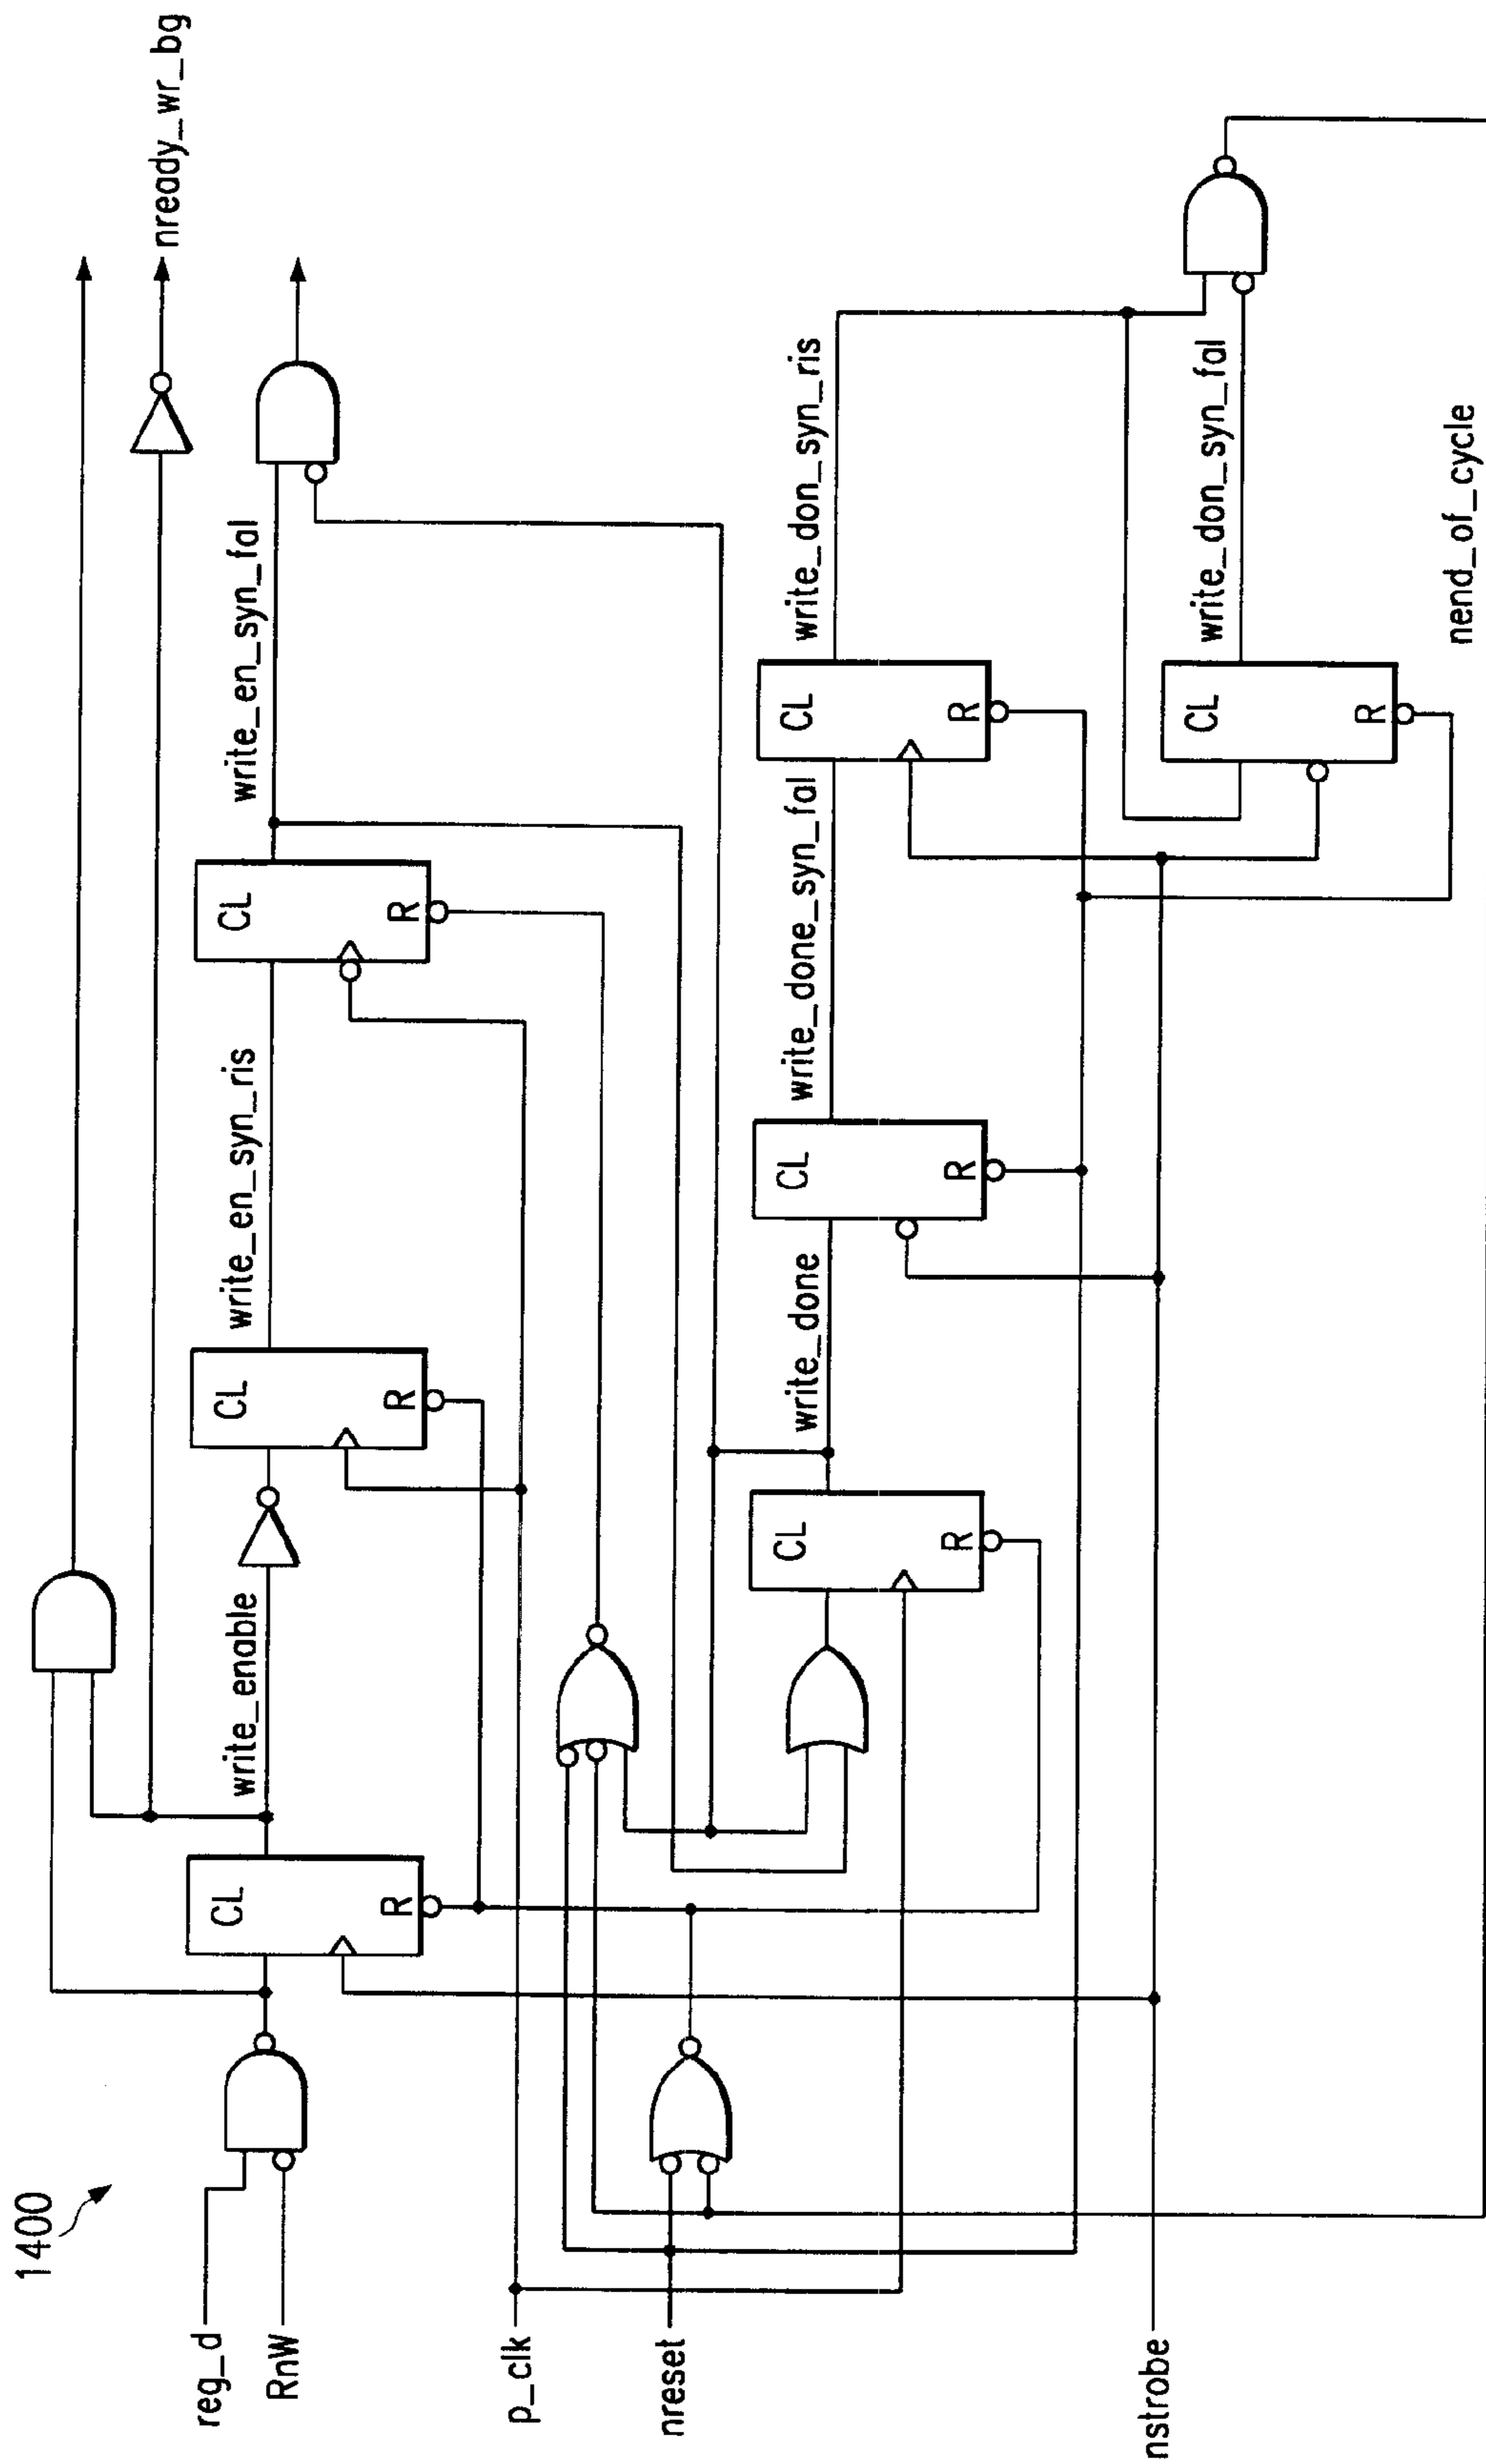 1400
reg_d
RnW
p_clk
nreset
nstrobe
CL
R
write_enable
CL
R
write_en_syn_ris
CL
R
write_en_syn_fal
nready_wr_bg
CL
R
write_done
CL
R
write_done_syn_fal
CL
R
write_don_syn_ris
CL
R
write_don_syn_fal
nend_of_cycle